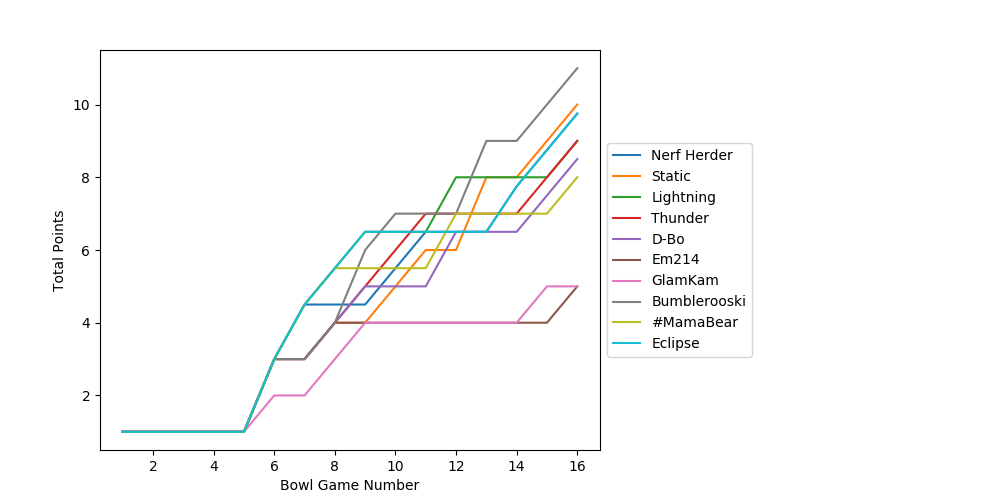 10
8
6
4
2
Total Points
2 4 6 8 10 12 14 16
Bowl Game Number
Nerf Herder
Static
Lightning
Thunder
D-Bo
Em214
GlamKam
Bumblerooski
#MamaBear
Eclipse